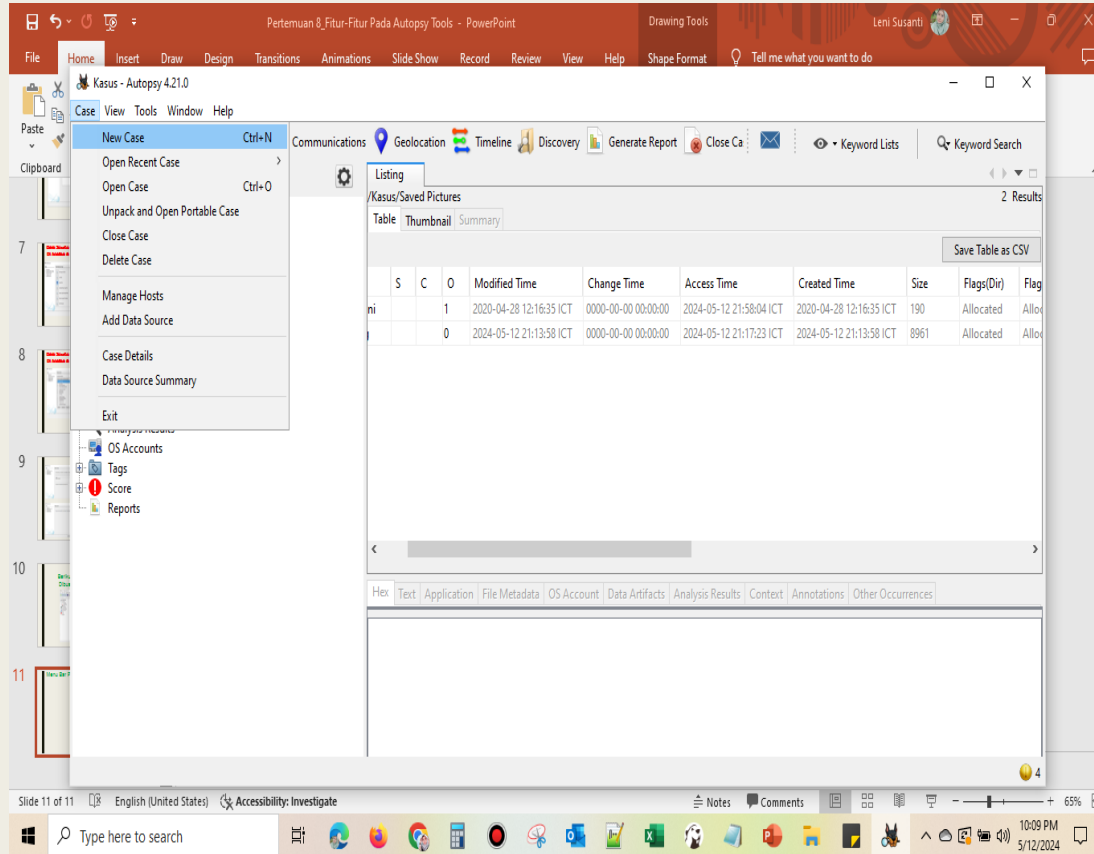 Pertemuan 8_Fitur-Fitur Pada Autopsy Tools - PowerPoint
Drawing Tools
Leni Susanti
File Home Insert Draw Design Transitions Animations Slide Show Record Review View Help Shape Format Tell me what you want to do
Paste
Clipboard
Kasus - Autopsy 4.21.0
Case View Tools Window Help
New Case Ctrl+N
Open Recent Case
Open Case Ctrl+O
Unpack and Open Portable Case
Close Case
Delete Case
Manage Hosts
Add Data Source
Case Details
Data Source Summary
Exit
Communications Geolocation Timeline Discovery Generate Report Close Ca Keyword Lists Keyword Search
Listing
/Kasus/Saved Pictures
2 Results
Table Thumbnail Summary
Save Table as CSV
S C O Modified Time Change Time Access Time Created Time Size Flags(Dir) Flag
ni 1 2020-04-28 12:16:35 ICT 0000-00-00 00:00:00 2024-05-12 21:58:04 ICT 2020-04-28 12:16:35 ICT 190 Allocated Alloc
0 2024-05-12 21:13:58 ICT 0000-00-00 00:00:00 2024-05-12 21:17:23 ICT 2024-05-12 21:13:58 ICT 8961 Allocated Alloc
Analysis Results
OS Accounts
Tags
Score
Reports
Hex Text Application File Metadata OS Account Data Artifacts Analysis Results Context Annotations Other Occurrences
4
7
8
9
10
11
Slide 11 of 11 English (United States) Accessibility: Investigate Notes Comments 65%
Type here to search
10:09 PM
5/12/2024